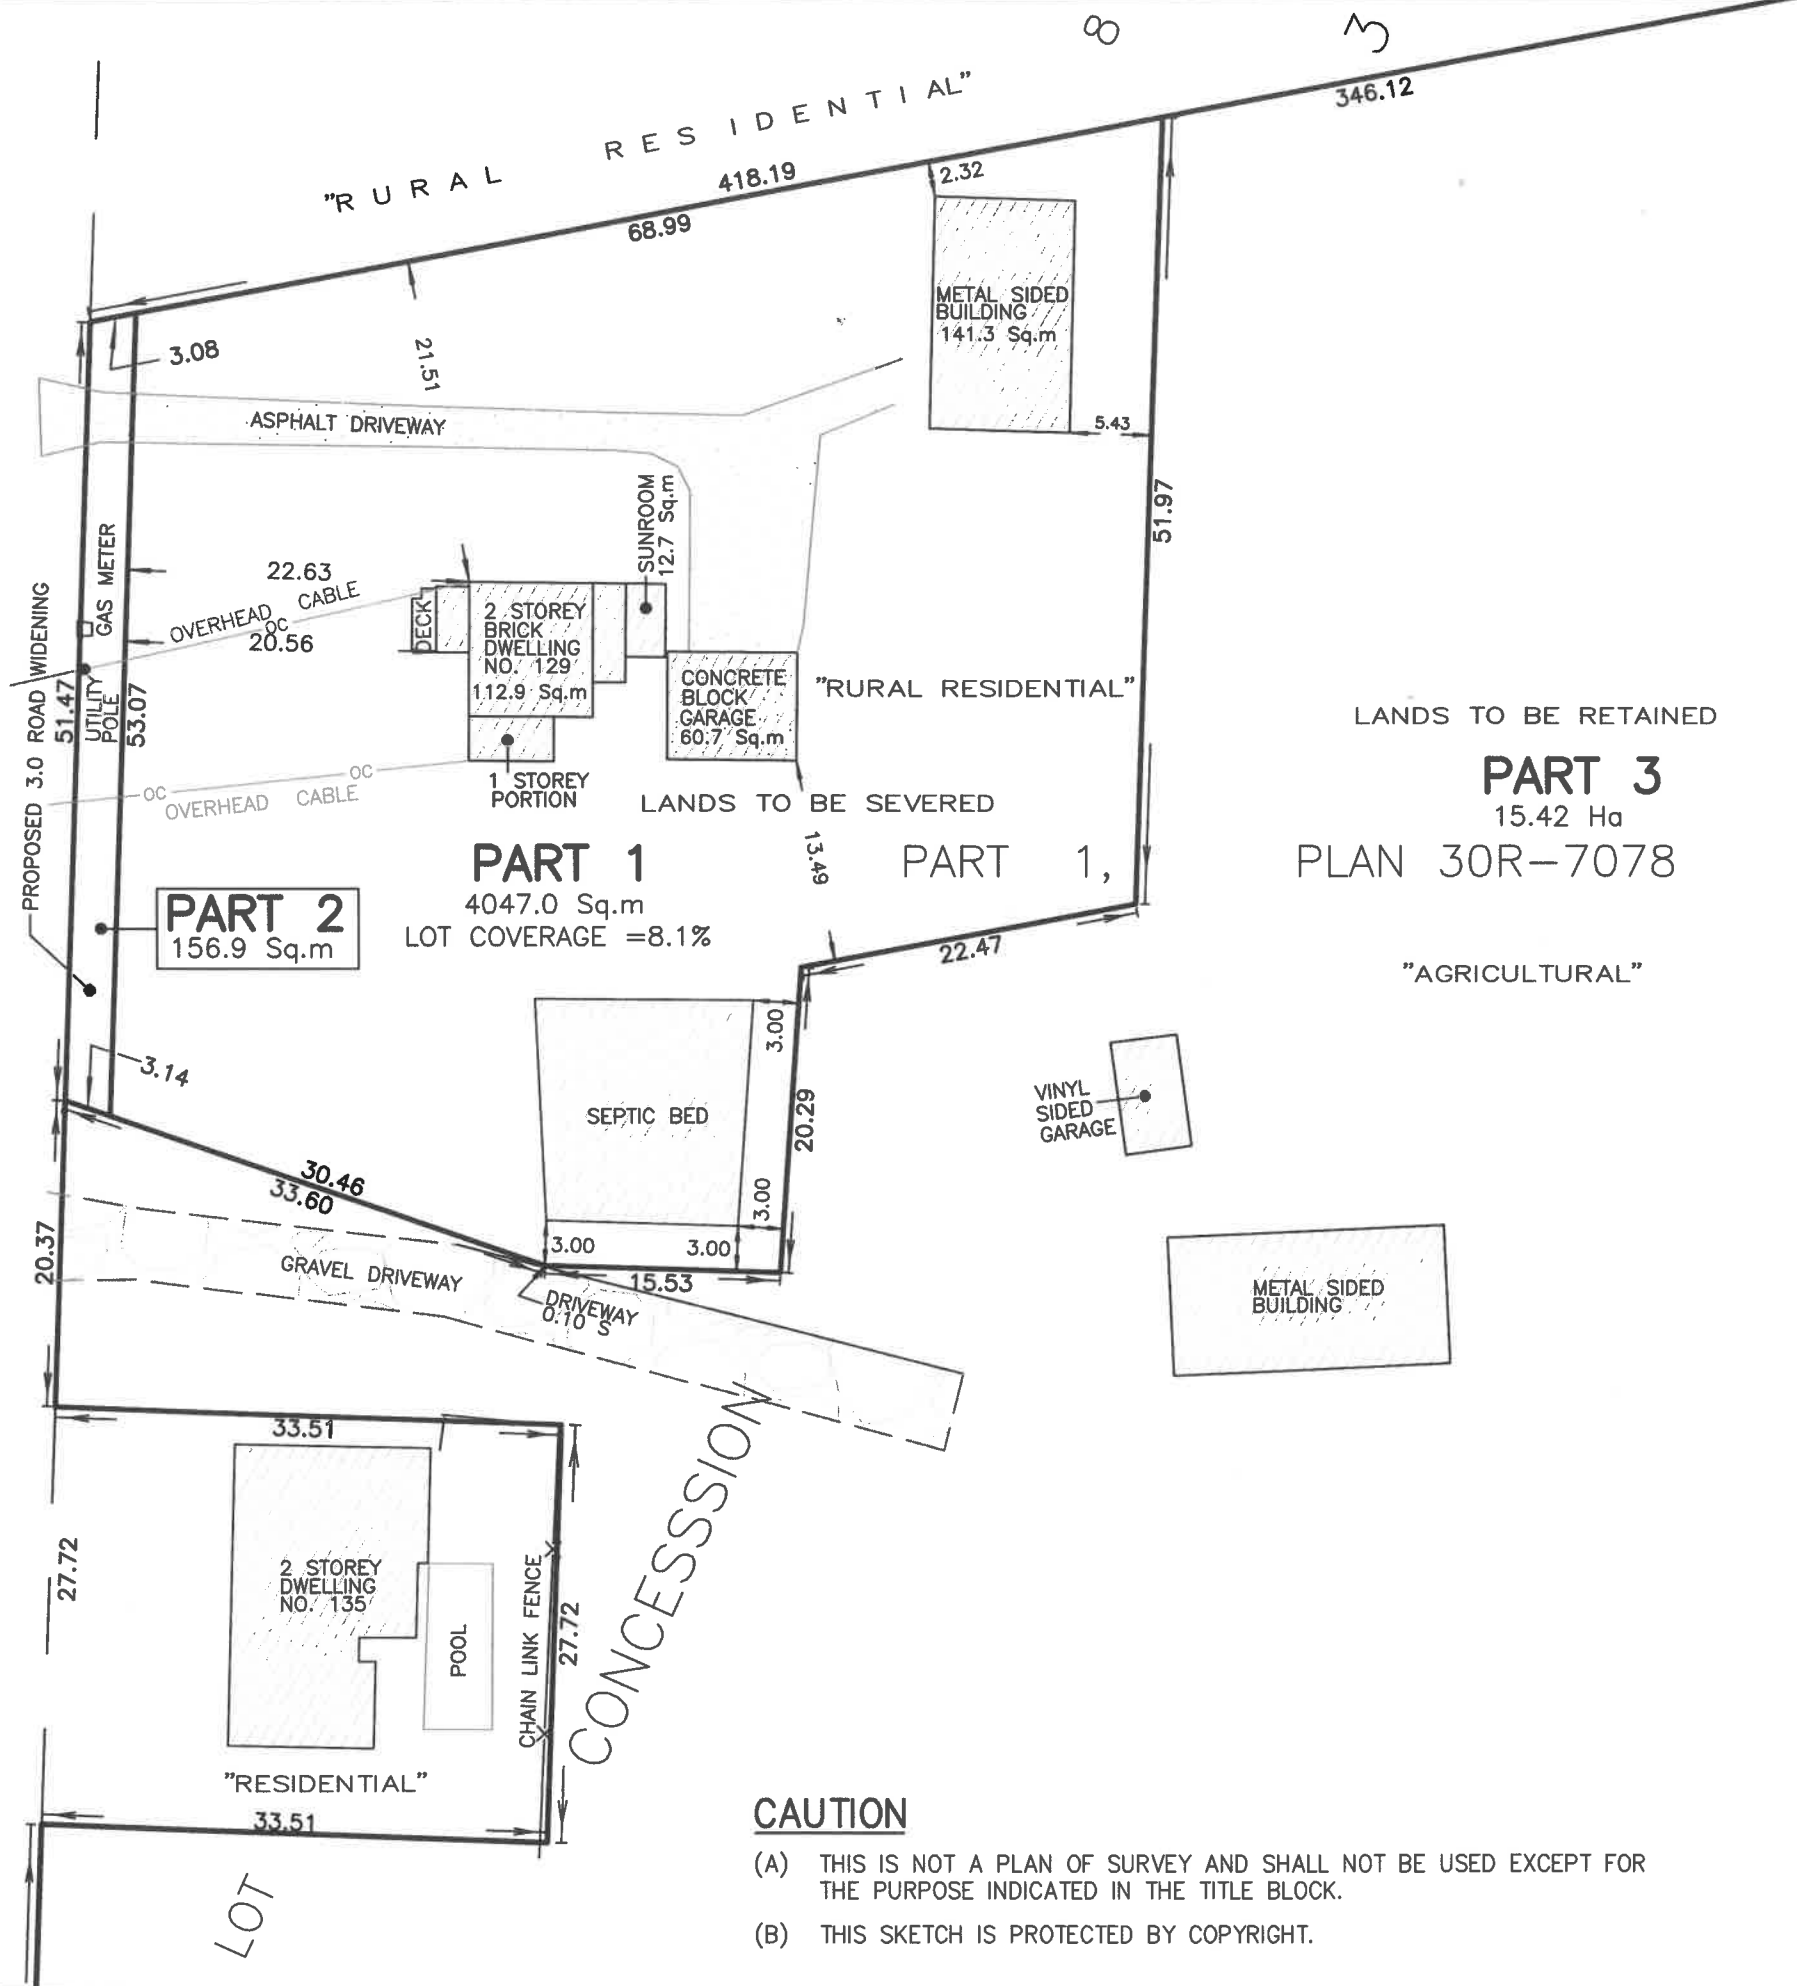 8 3
346.12
"RURAL RESIDENTIAL"
418.19
68.99
2.32
3.08
21.51
METAL SIDED
BUILDING
141.3 Sq.m
ASPHALT DRIVEWAY
5.43
51.97
SUNROOM
12.7 Sq.m
GAS METER
22.63
OVERHEAD CABLE
OC
20.56
DECK
2 STOREY
BRICK
DWELLING
NO. 129
112.9 Sq.m
CONCRETE
BLOCK
GARAGE
60.7 Sq.m
"RURAL RESIDENTIAL"
PROPOSED 3.0 ROAD WIDENING
51.47
UTILITY
POLE
53.07
OC
OC
OVERHEAD CABLE
1 STOREY
PORTION
LANDS TO BE SEVERED
LANDS TO BE RETAINED
PART 3
15.42 Ha
PART 1
4047.0 Sq.m
LOT COVERAGE =8.1%
13.49
PART 1, PLAN 30R-7078
PART 2
156.9 Sq.m
22.47
"AGRICULTURAL"
3.00
3.14
SEPTIC BED
20.29
VINYL
SIDED
GARAGE
30.46
33.60
3.00
20.37
3.00
3.00
15.53
GRAVEL DRIVEWAY
DRIVEWAY
0.10 S
METAL SIDED
BUILDING
33.51
27.72
2 STOREY
DWELLING
NO. 135
POOL
CHAIN LINK FENCE
27.72
CONCESSSION
"RESIDENTIAL"
33.51
LOT
CAUTION
(A) THIS IS NOT A PLAN OF SURVEY AND SHALL NOT BE USED EXCEPT FOR
THE PURPOSE INDICATED IN THE TITLE BLOCK.
(B) THIS SKETCH IS PROTECTED BY COPYRIGHT.